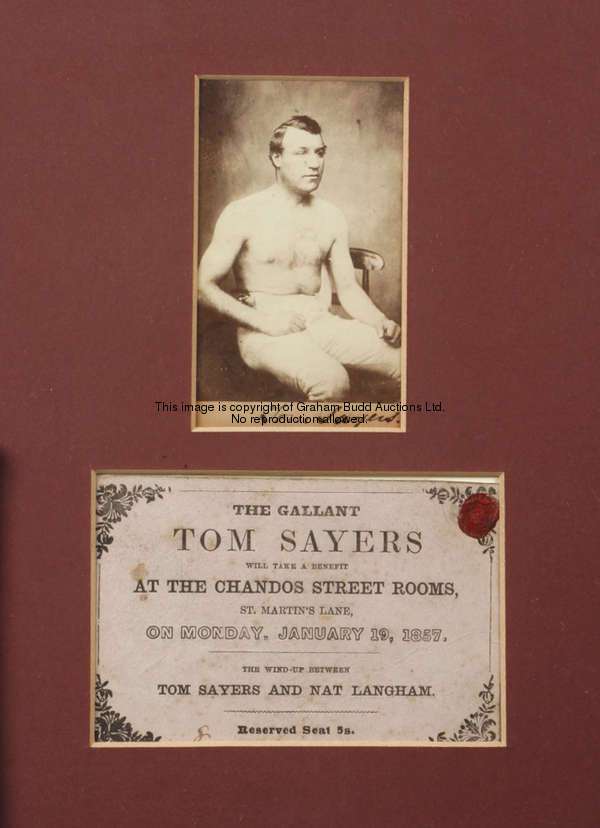 This image is copyright of Graham Budd Auctions Ltd.
No reproduction allowed.
Sayers.
THE GALLANT
TOM SAYERS
WILL TAKE A BENEFIT
AT THE CHANDOS STREET ROOMS,
ST. MARTIN'S LANE,
ON MONDAY, JANUARY 19, 1857.
THE WIND-UP BETWEEN
TOM SAYERS AND NAT LANGHAM.
Reserved Seat 5s.